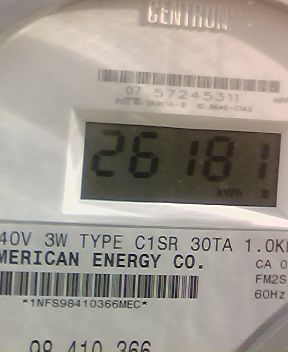 CENTRON
07 57245311
26181
kWh
40V 3W TYPE C1SR 30TA 1.0K
MERICAN ENERGY CO.
CA 0
FM2S
60Hz
*1NFS98410366MEC*
98 410 366